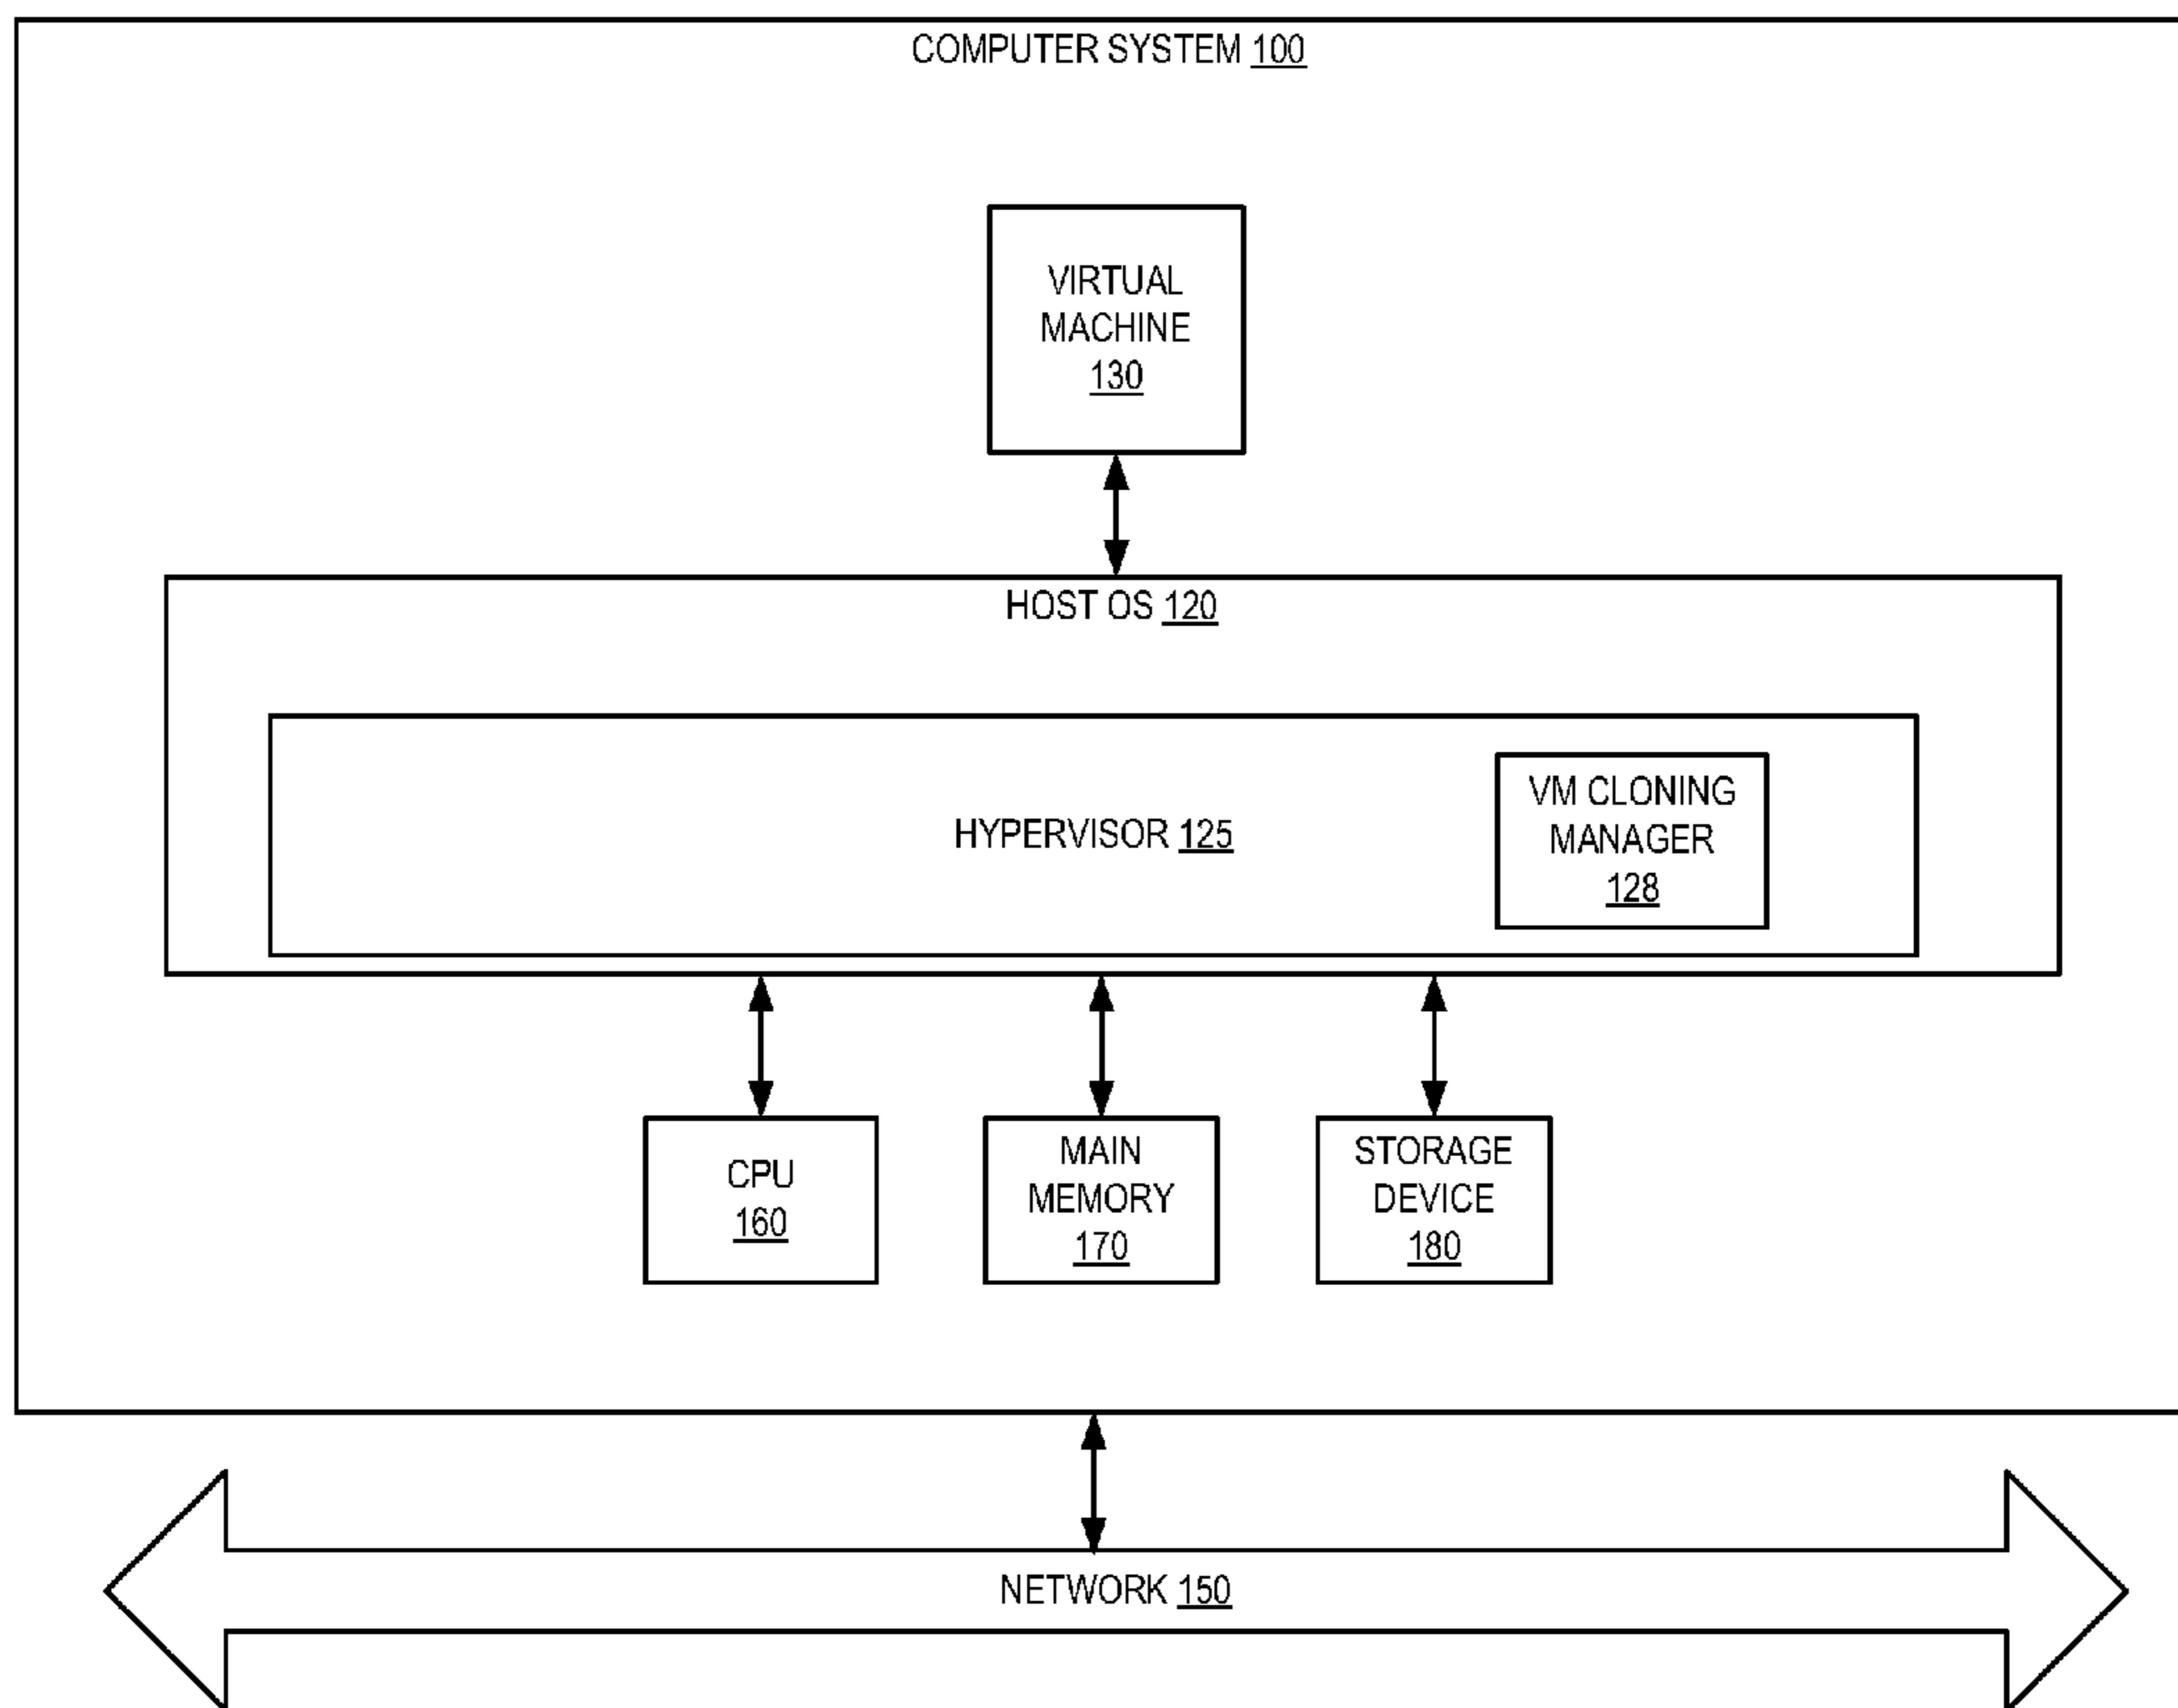 COMPUTER SYSTEM 100
VIRTUAL
MACHINE
130
HOST OS 120
HYPERVISOR 125
VM CLONING
MANAGER
128
CPU
160
MAIN
MEMORY
170
STORAGE
DEVICE
180
NETWORK 150